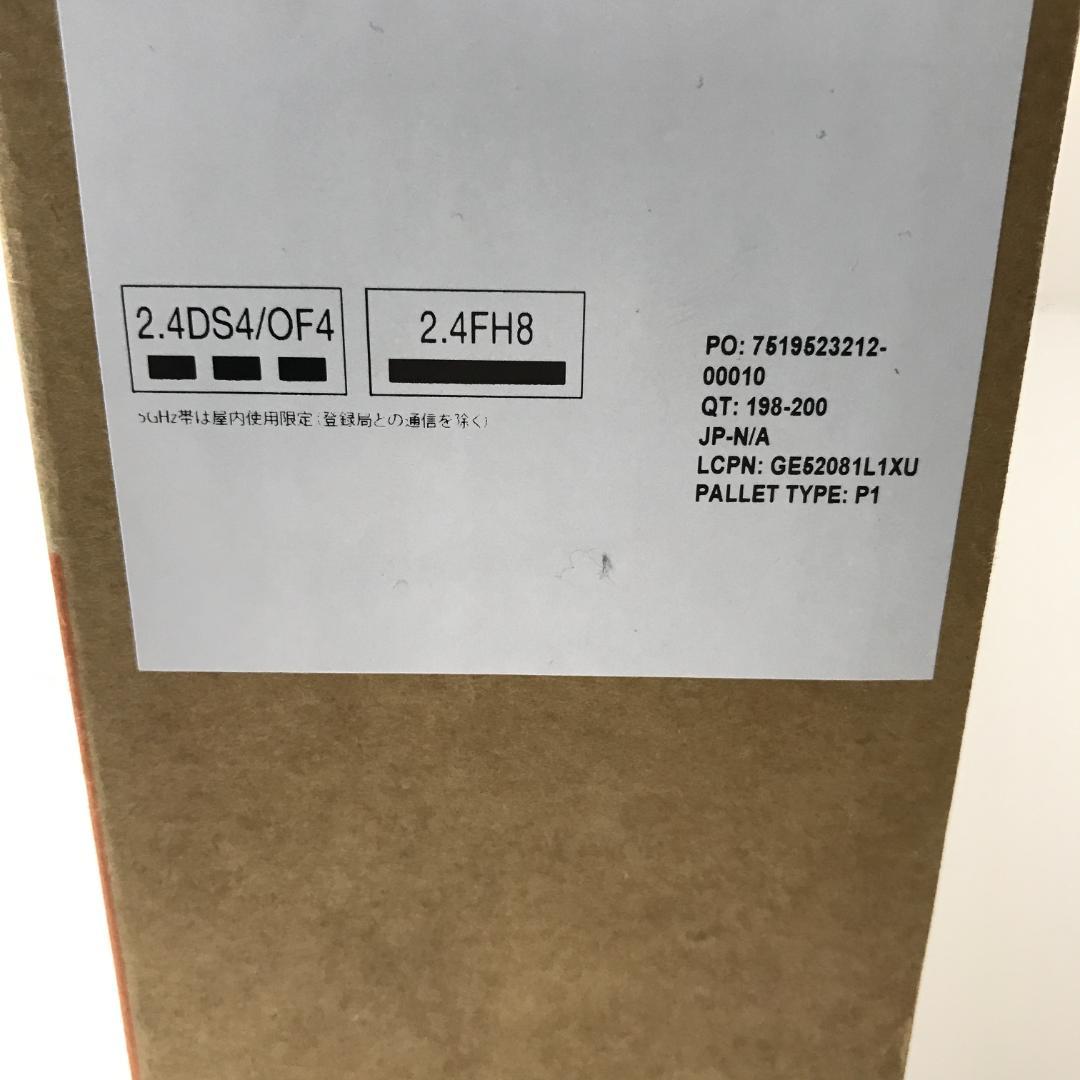 2.4DS4/OF4
2.4FH8
5GHz帯は屋内使用限定(登録局との通信を除く)
PO: 7519523212-
00010
QT: 198-200
JP-N/A
LCPN: GE52081L1XU
PALLET TYPE: P1